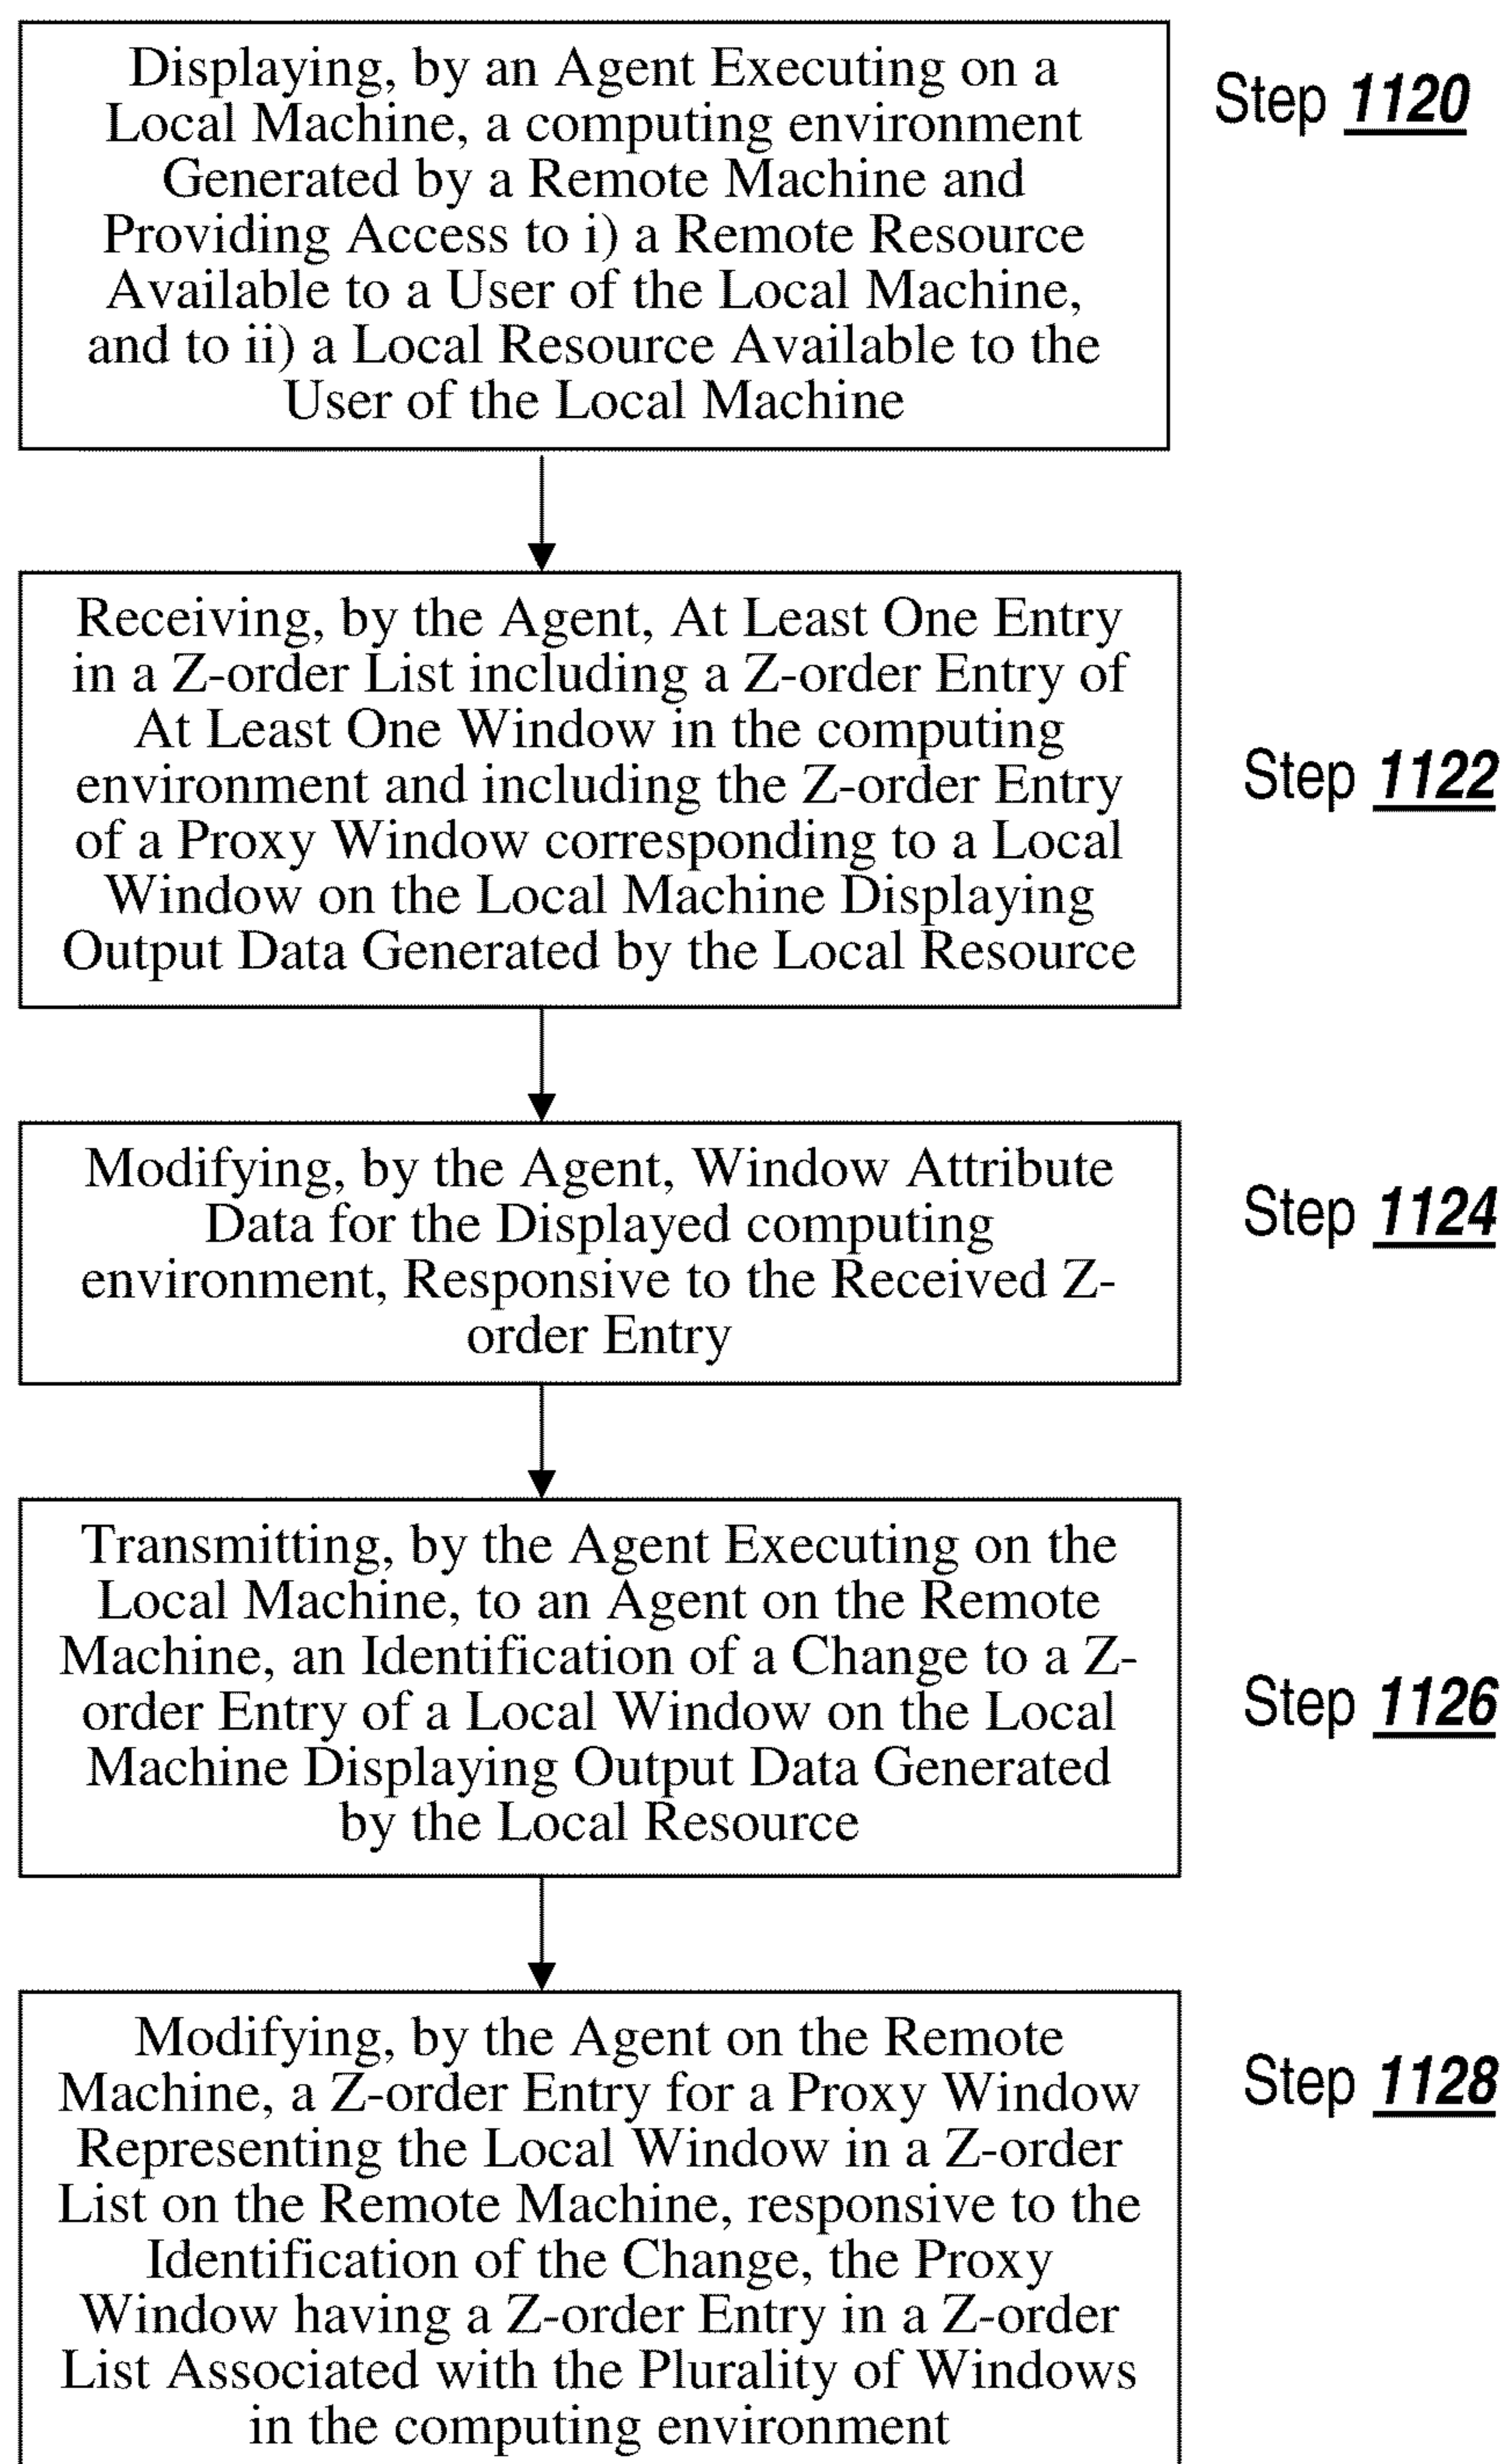 Displaying, by an Agent Executing on a
Local Machine, a computing environment
Generated by a Remote Machine and
Providing Access to i) a Remote Resource
Available to a User of the Local Machine,
and to ii) a Local Resource Available to the
User of the Local Machine
Step 1120
Receiving, by the Agent, At Least One Entry
in a Z-order List including a Z-order Entry of
At Least One Window in the computing
environment and including the Z-order Entry
of a Proxy Window corresponding to a Local
Window on the Local Machine Displaying
Output Data Generated by the Local Resource
Step 1122
Modifying, by the Agent, Window Attribute
Data for the Displayed computing
environment, Responsive to the Received Z-
order Entry
Step 1124
Transmitting, by the Agent Executing on the
Local Machine, to an Agent on the Remote
Machine, an Identification of a Change to a Z-
order Entry of a Local Window on the Local
Machine Displaying Output Data Generated
by the Local Resource
Step 1126
Modifying, by the Agent on the Remote
Machine, a Z-order Entry for a Proxy Window
Representing the Local Window in a Z-order
List on the Remote Machine, responsive to the
Identification of the Change, the Proxy
Window having a Z-order Entry in a Z-order
List Associated with the Plurality of Windows
in the computing environment
Step 1128